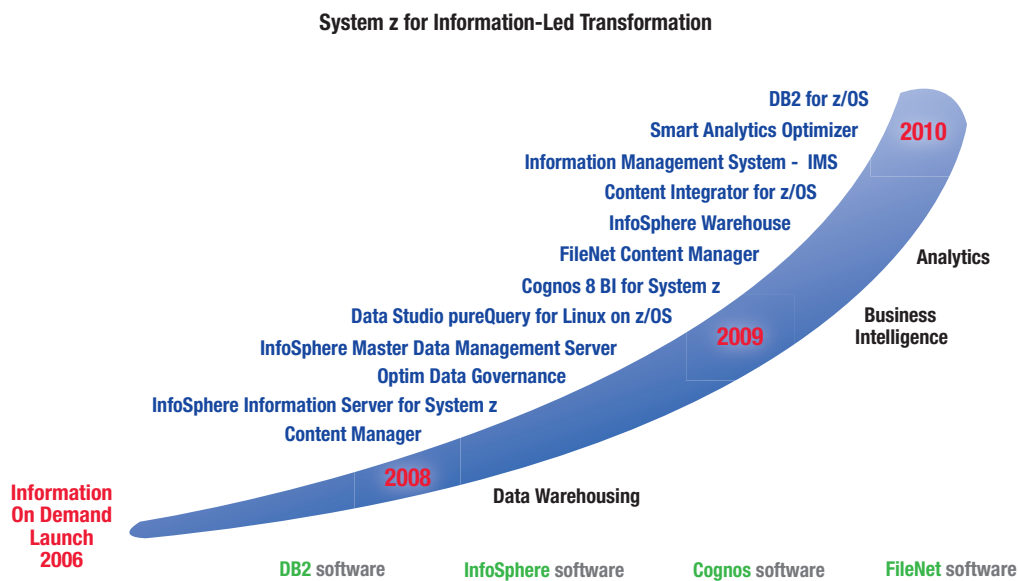 System z for Information-Led Transformation
DB2 for z/OS
2010
Smart Analytics Optimizer
Information Management System - IMS
Content Integrator for z/OS
InfoSphere Warehouse
FileNet Content Manager
Analytics
Cognos 8 BI for System z
Data Studio pureQuery for Linux on z/OS
Business
Intelligence
2009
InfoSphere Master Data Management Server
Optim Data Governance
InfoSphere Information Server for System z
Content Manager
2008
Data Warehousing
Information
On Demand
Launch
2006
DB2 software
InfoSphere software
Cognos software
FileNet software